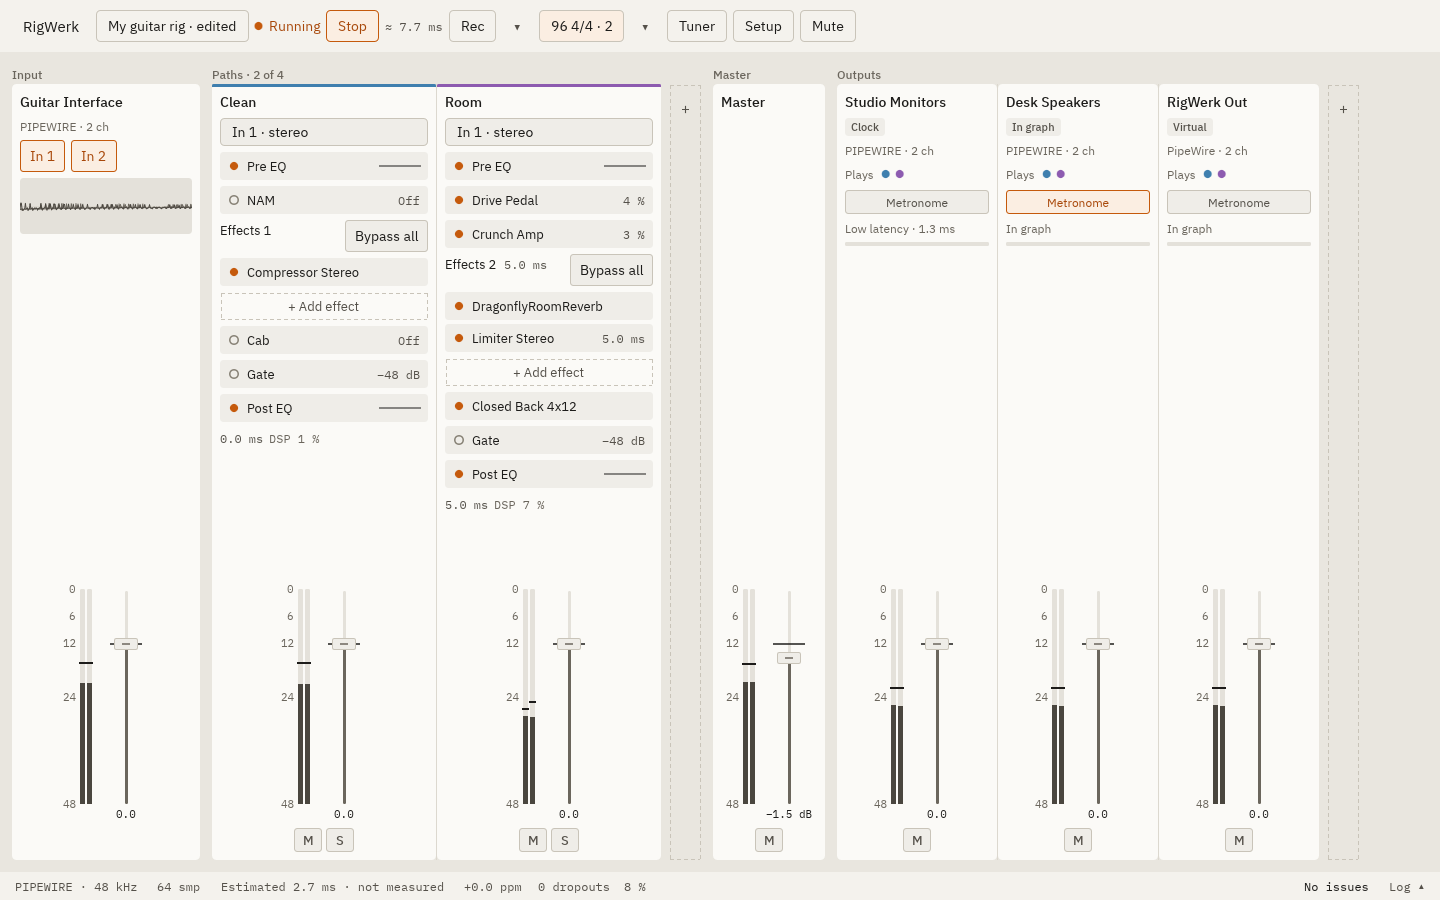 RigWerk
My guitar rig · edited
Running
Stop
≈ 7.7 ms
Rec
▼
96 4/4 · 2
▼
Tuner
Setup
Mute
Input
Guitar Interface
PIPEWIRE · 2 ch
In 1
In 2
0
6
12
24
48
0.0
Paths · 2 of 4
Clean
In 1 · stereo
Pre EQ
NAM Off
Effects 1
Bypass all
Compressor Stereo
+ Add effect
Cab Off
Gate −48 dB
Post EQ
0.0 ms DSP 1 %
0
6
12
24
48
0.0
M S
Room
In 1 · stereo
Pre EQ
Drive Pedal 4 %
Crunch Amp 3 %
Effects 2 5.0 ms
Bypass all
DragonflyRoomReverb
Limiter Stereo 5.0 ms
+ Add effect
Closed Back 4x12
Gate −48 dB
Post EQ
5.0 ms DSP 7 %
0
6
12
24
48
0.0
M S
+
Master
Master
0
6
12
24
48
−1.5 dB
M
Outputs
Studio Monitors
Clock
PIPEWIRE · 2 ch
Plays
Metronome
Low latency · 1.3 ms
0
6
12
24
48
0.0
M
Desk Speakers
In graph
PIPEWIRE · 2 ch
Plays
Metronome
In graph
0
6
12
24
48
0.0
M
RigWerk Out
Virtual
PipeWire · 2 ch
Plays
Metronome
In graph
0
6
12
24
48
0.0
M
+
PIPEWIRE · 48 kHz 64 smp Estimated 2.7 ms · not measured +0.0 ppm 0 dropouts 8 %
No issues
Log ▴